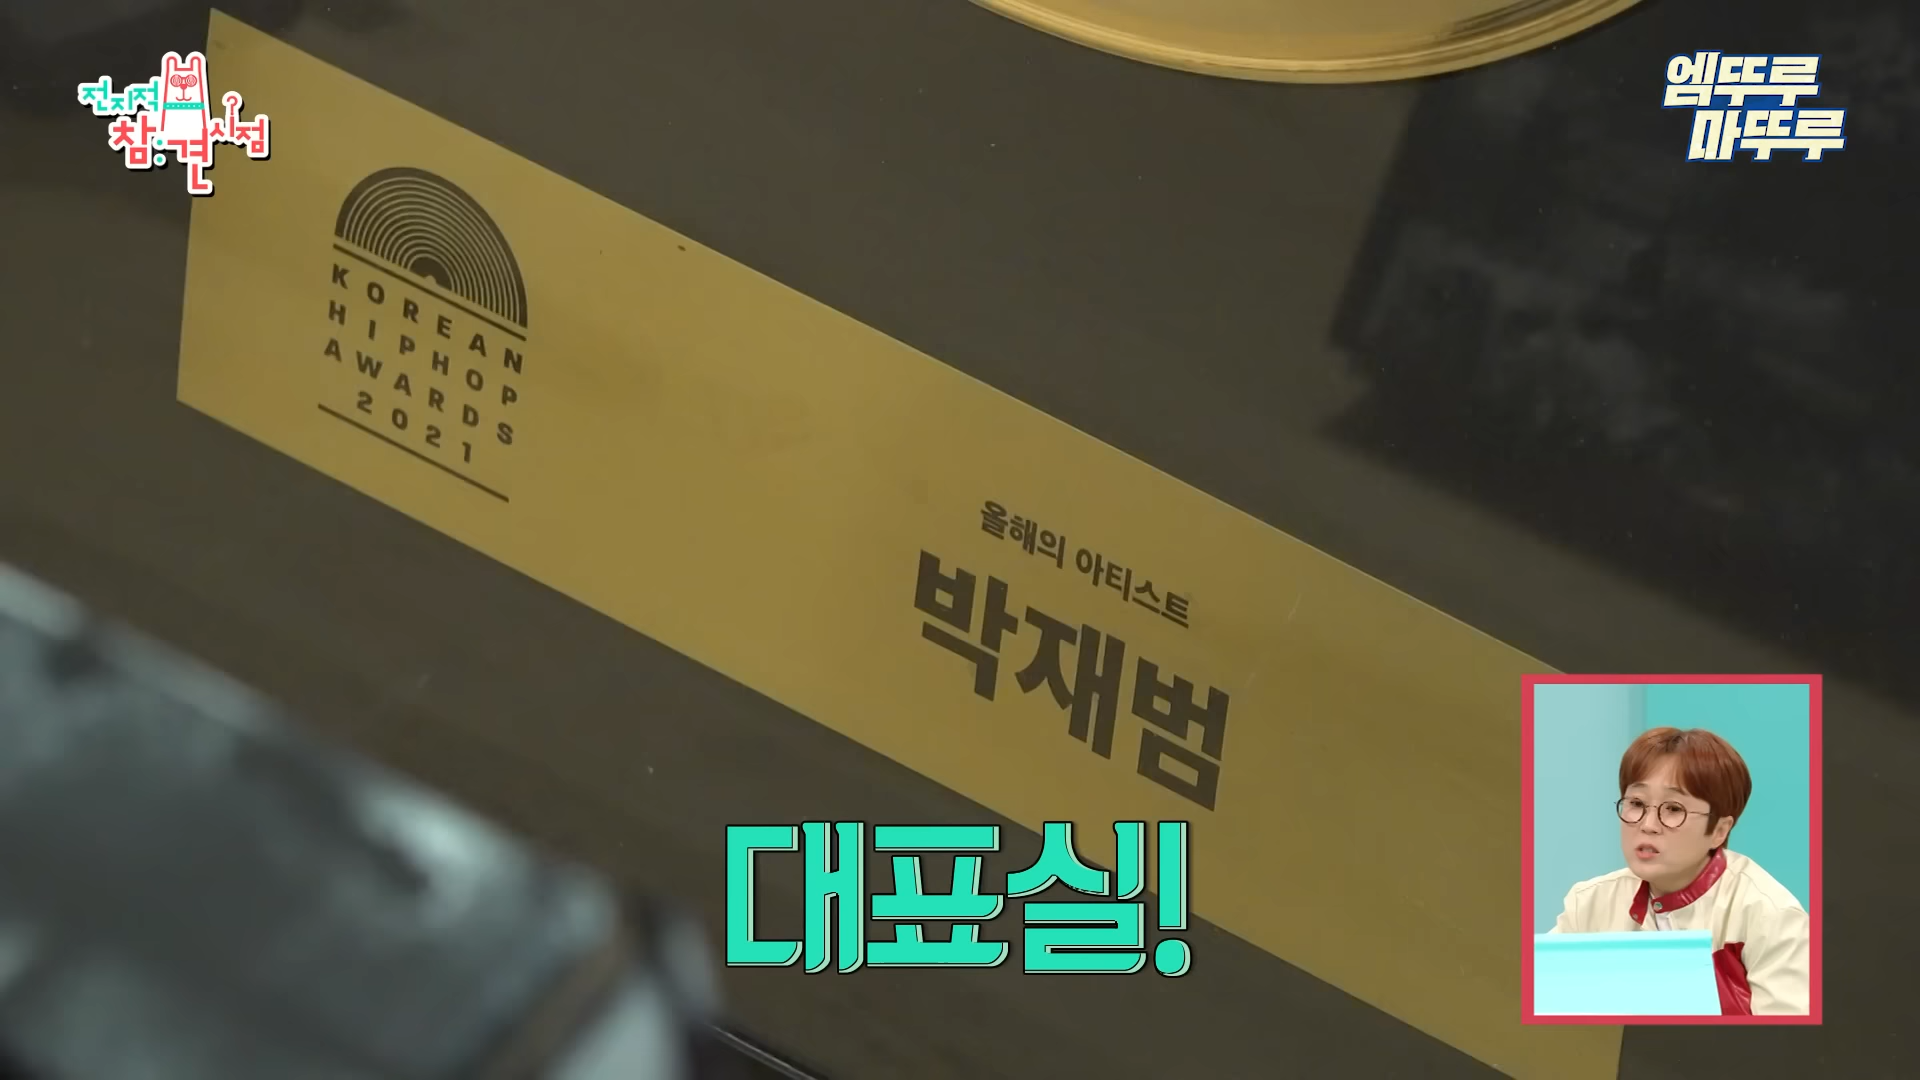 전지적
참견 시점
엠뚜루
마뚜루
KOREAN
HIPHOP
AWARDS
2021
올해의 아티스트
박재범
대표실!